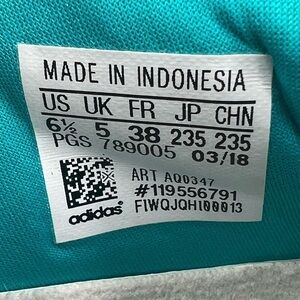 MADE IN INDONESIA
US UK FR JP CHN
6½ 5 38 235 235
PGS 789005 03/18
ART AQ0347
#119556791
adidas® FIWQJQHI00013